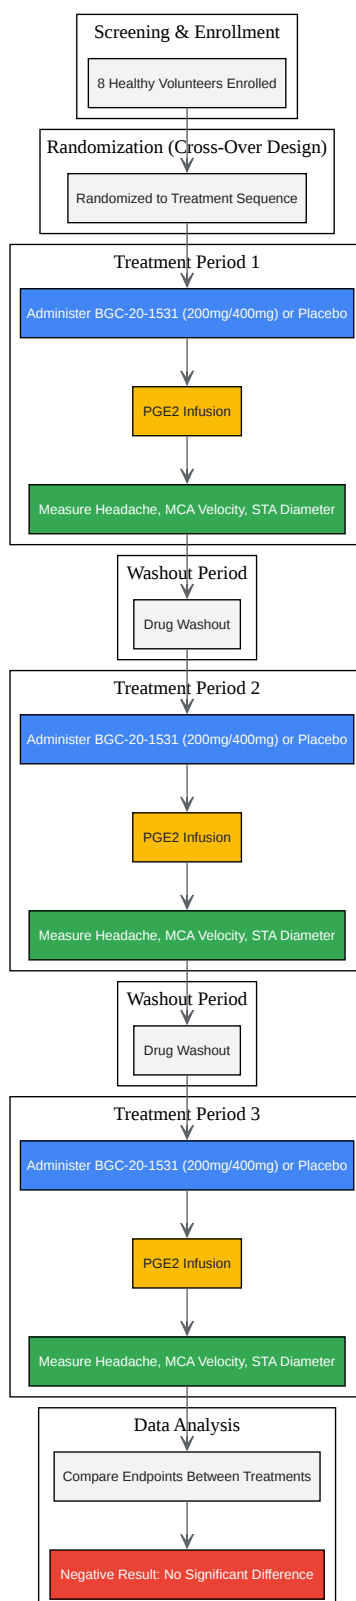 Screening & Enrollment
8 Healthy Volunteers Enrolled
Randomization (Cross-Over Design)
Randomized to Treatment Sequence
Treatment Period 1
Administer BGC-20-1531 (200mg/400mg) or Placebo
PGE2 Infusion
Measure Headache, MCA Velocity, STA Diameter
Washout Period
Drug Washout
Treatment Period 2
Administer BGC-20-1531 (200mg/400mg) or Placebo
PGE2 Infusion
Measure Headache, MCA Velocity, STA Diameter
Washout Period
Drug Washout
Treatment Period 3
Administer BGC-20-1531 (200mg/400mg) or Placebo
PGE2 Infusion
Measure Headache, MCA Velocity, STA Diameter
Data Analysis
Compare Endpoints Between Treatments
Negative Result: No Significant Difference